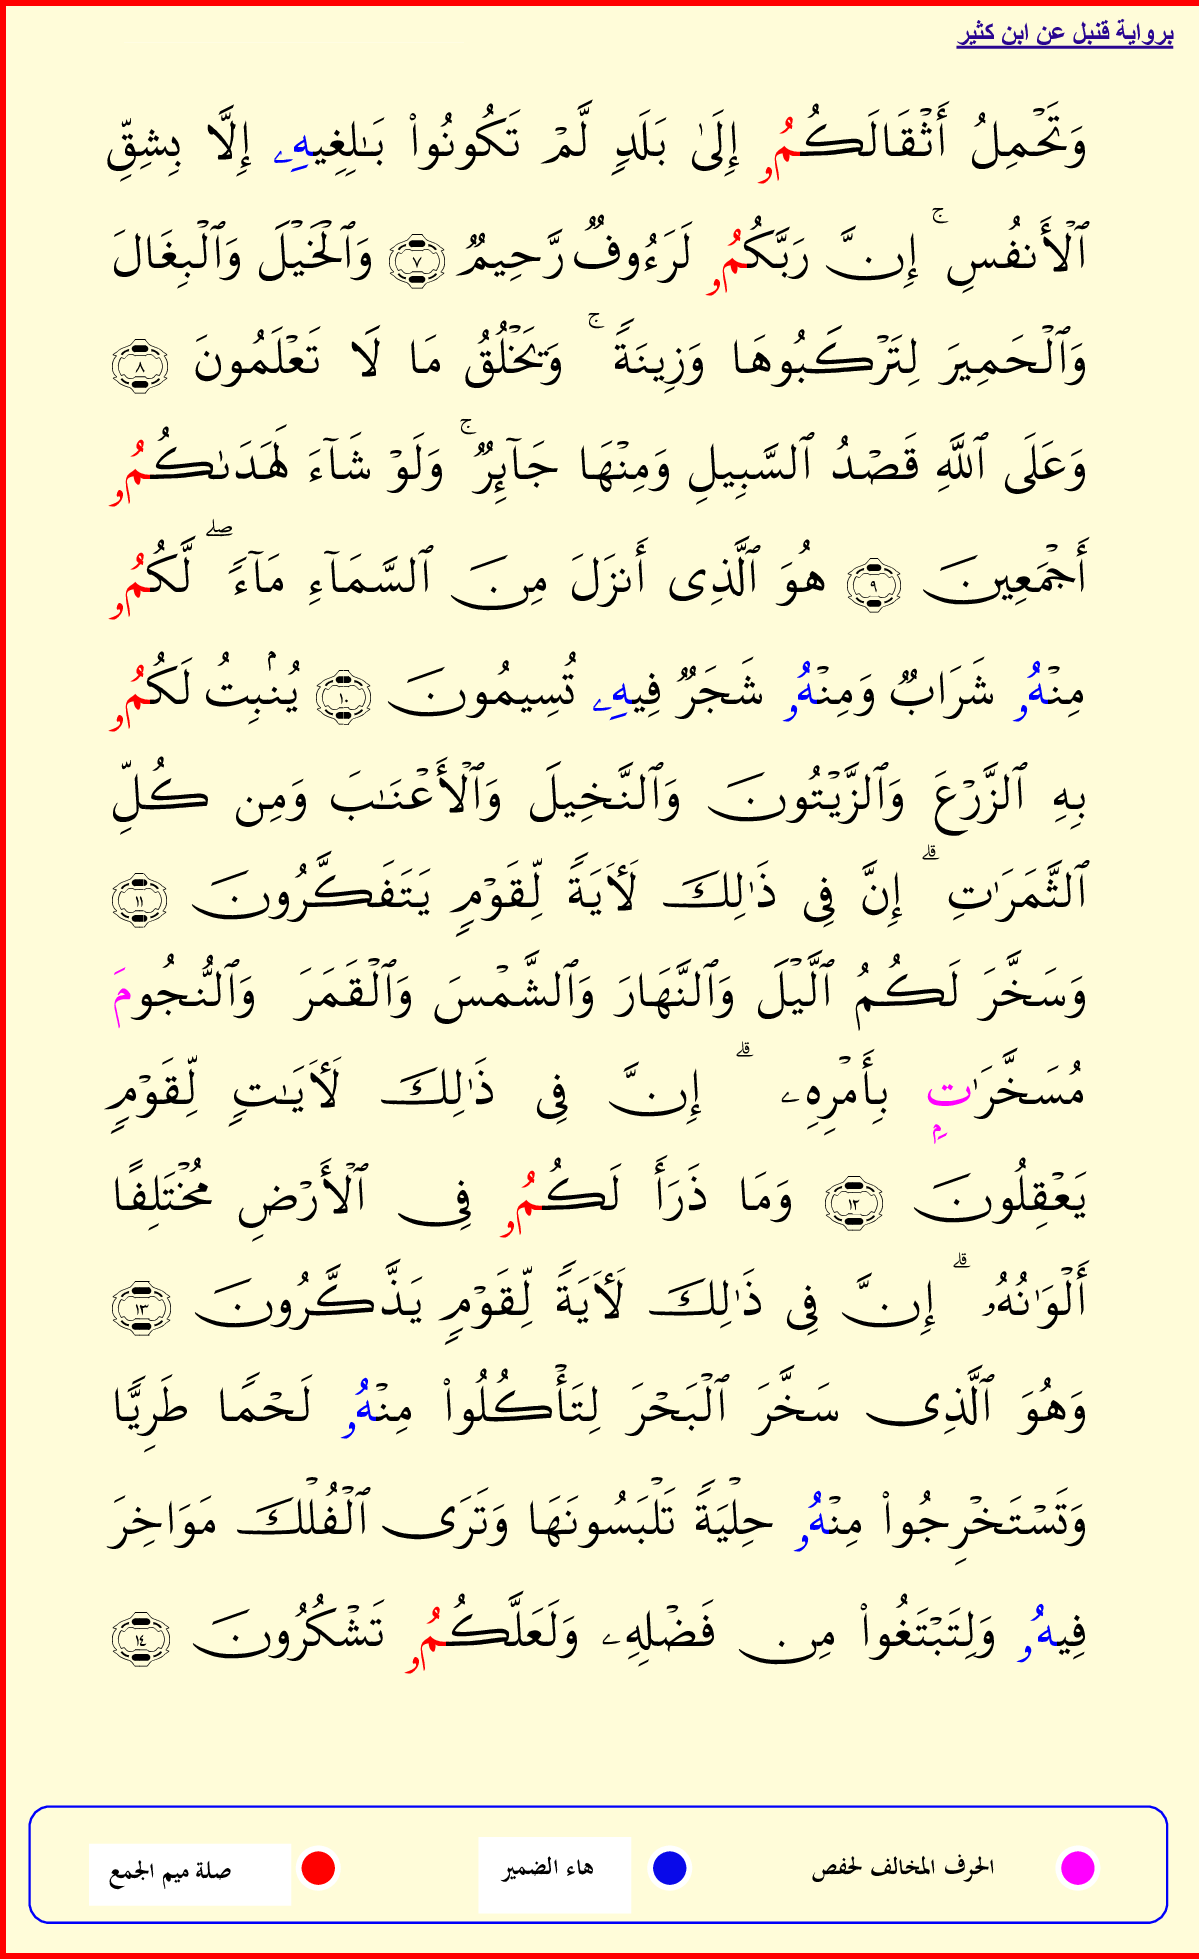 برواية قنبل عن ابن كثير
وَتَحۡمِلُ أَثۡقَالَكُمُۥ إِلَىٰ بَلَدٖ لَّمۡ تَكُونُواْ بَٰلِغِيهِۦ إِلَّا بِشِقِّ
ٱلۡأَنفُسِۚ إِنَّ رَبَّكُمُۥ لَرَءُوفٞ رَّحِيمٞ ٧ وَٱلۡخَيۡلَ وَٱلۡبِغَالَ
وَٱلۡحَمِيرَ لِتَرۡكَبُوهَا وَزِينَةٗۚ وَيَخۡلُقُ مَا لَا تَعۡلَمُونَ ٨
وَعَلَى ٱللَّهِ قَصۡدُ ٱلسَّبِيلِ وَمِنۡهَا جَآئِرٞۚ وَلَوۡ شَآءَ لَهَدَىٰكُمُۥ
أَجۡمَعِينَ ٩ هُوَ ٱلَّذِى أَنزَلَ مِنَ ٱلسَّمَآءِ مَآءٗۖ لَّكُمُۥ
مِنۡهُۥ شَرَابٞ وَمِنۡهُۥ شَجَرٞ فِيهِۦ تُسِيمُونَ ١٠ يُنۢبِتُ لَكُمُۥ
بِهِ ٱلزَّرۡعَ وَٱلزَّيۡتُونَ وَٱلنَّخِيلَ وَٱلۡأَعۡنَٰبَ وَمِن كُلِّ
ٱلثَّمَرَٰتِۗ إِنَّ فِى ذَٰلِكَ لَأٓيَةٗ لِّقَوۡمٖ يَتَفَكَّرُونَ ١١
وَسَخَّرَ لَكُمُ ٱلَّيۡلَ وَٱلنَّهَارَ وَٱلشَّمۡسَ وَٱلۡقَمَرَ وَٱلنُّجُومَ
مُسَخَّرَٰتِۭ بِأَمۡرِهِۦۗ إِنَّ فِى ذَٰلِكَ لَأٓيَٰتٖ لِّقَوۡمٖ
يَعۡقِلُونَ ١٢ وَمَا ذَرَأَ لَكُمُۥ فِى ٱلۡأَرۡضِ مُخۡتَلِفًا
أَلۡوَٰنُهُۥۗ إِنَّ فِى ذَٰلِكَ لَأٓيَةٗ لِّقَوۡمٖ يَذَّكَّرُونَ ١٣
وَهُوَ ٱلَّذِى سَخَّرَ ٱلۡبَحۡرَ لِتَأۡكُلُواْ مِنۡهُۥ لَحۡمٗا طَرِيّٗا
وَتَسۡتَخۡرِجُواْ مِنۡهُۥ حِلۡيَةٗ تَلۡبَسُونَهَا وَتَرَى ٱلۡفُلۡكَ مَوَاخِرَ
فِيهُۥ وَلِتَبۡتَغُواْ مِن فَضۡلِهِۦ وَلَعَلَّكُمُۥ تَشۡكُرُونَ ١٤
الحرف المخالف لحفص
هاء الضمير
صلة ميم الجمع